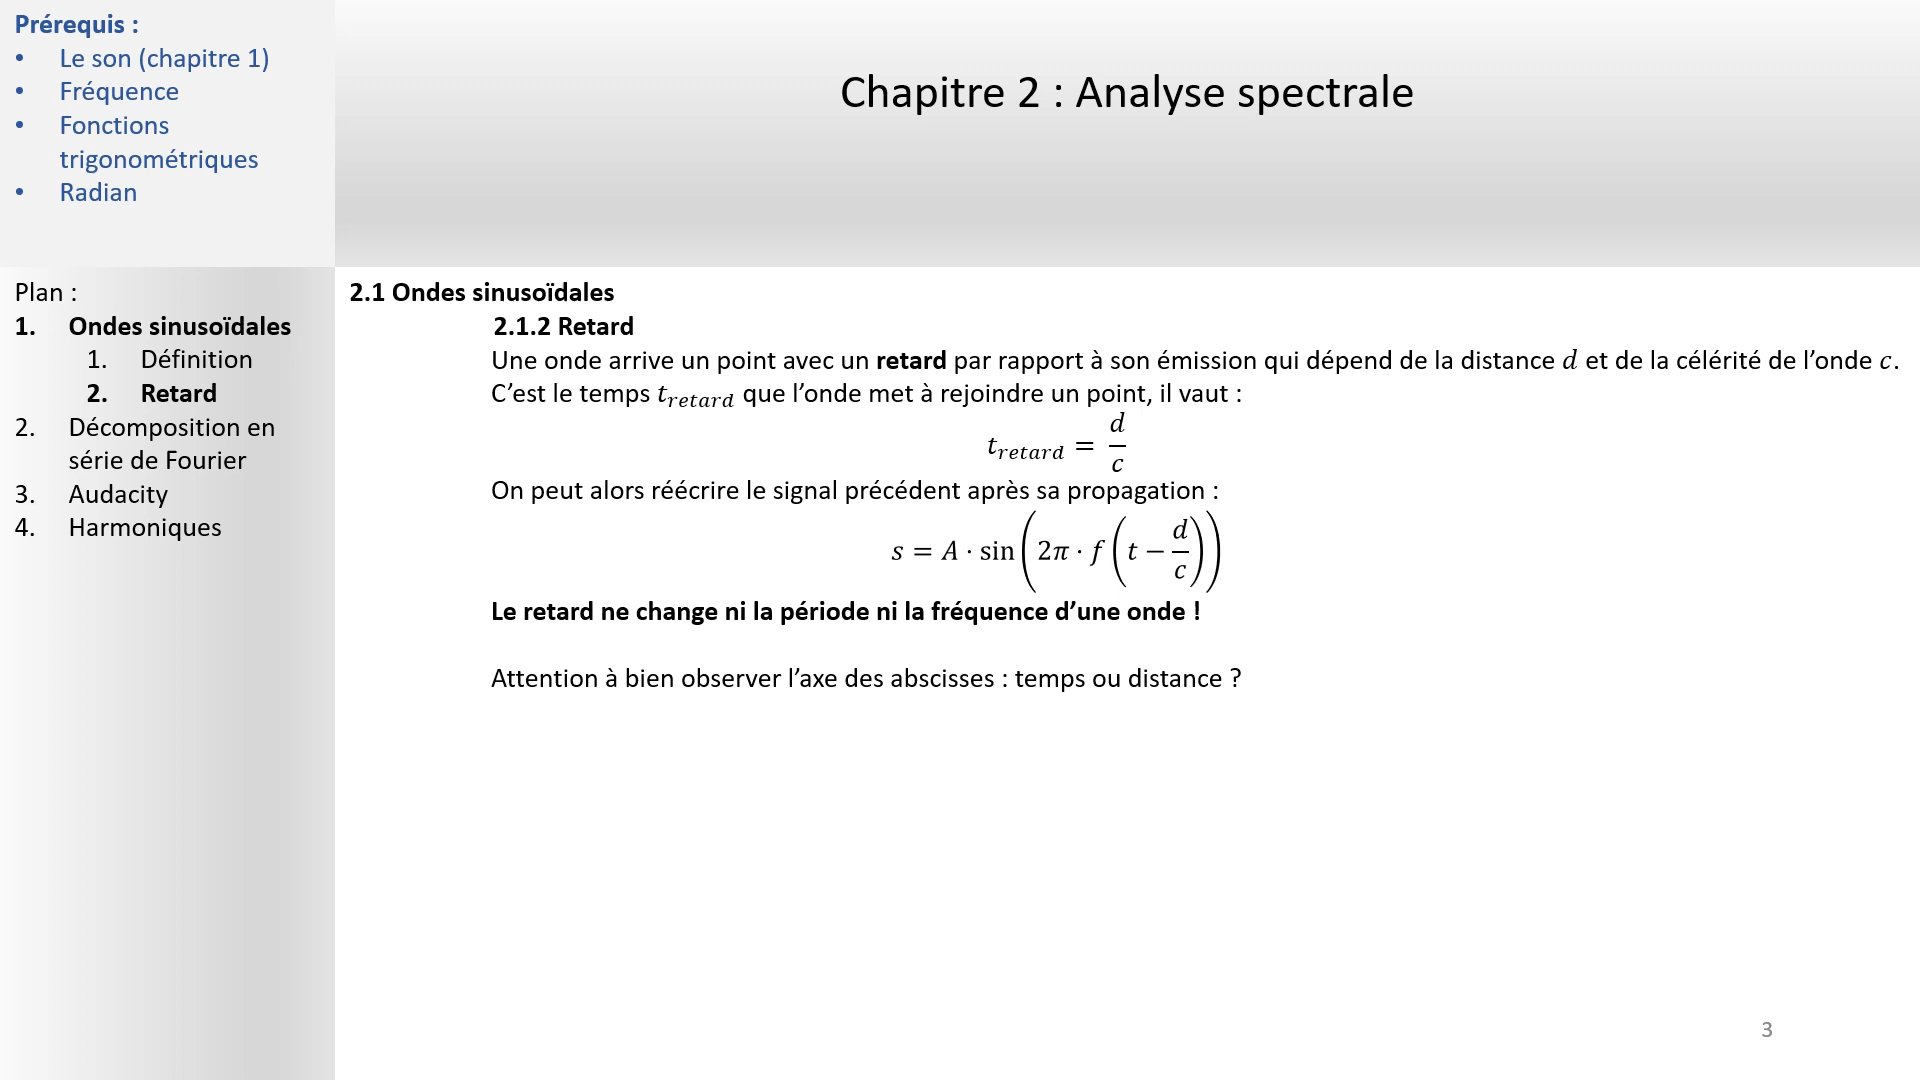 Prérequis :
• Le son (chapitre 1)
• Fréquence
• Fonctions
trigonométriques
• Radian
Chapitre 2 : Analyse spectrale
Plan :
1. Ondes sinusoïdales
1. Définition
2. Retard
2. Décomposition en
série de Fourier
3. Audacity
4. Harmoniques
2.1 Ondes sinusoïdales
2.1.2 Retard
Une onde arrive un point avec un retard par rapport à son émission qui dépend de la distance d et de la célérité de l’onde c.
C’est le temps t_retard que l’onde met à rejoindre un point, il vaut :
t_retard = d/c
On peut alors réécrire le signal précédent après sa propagation :
s = A · sin(2π · f(t − d/c))
Le retard ne change ni la période ni la fréquence d’une onde !
Attention à bien observer l’axe des abscisses : temps ou distance ?
3